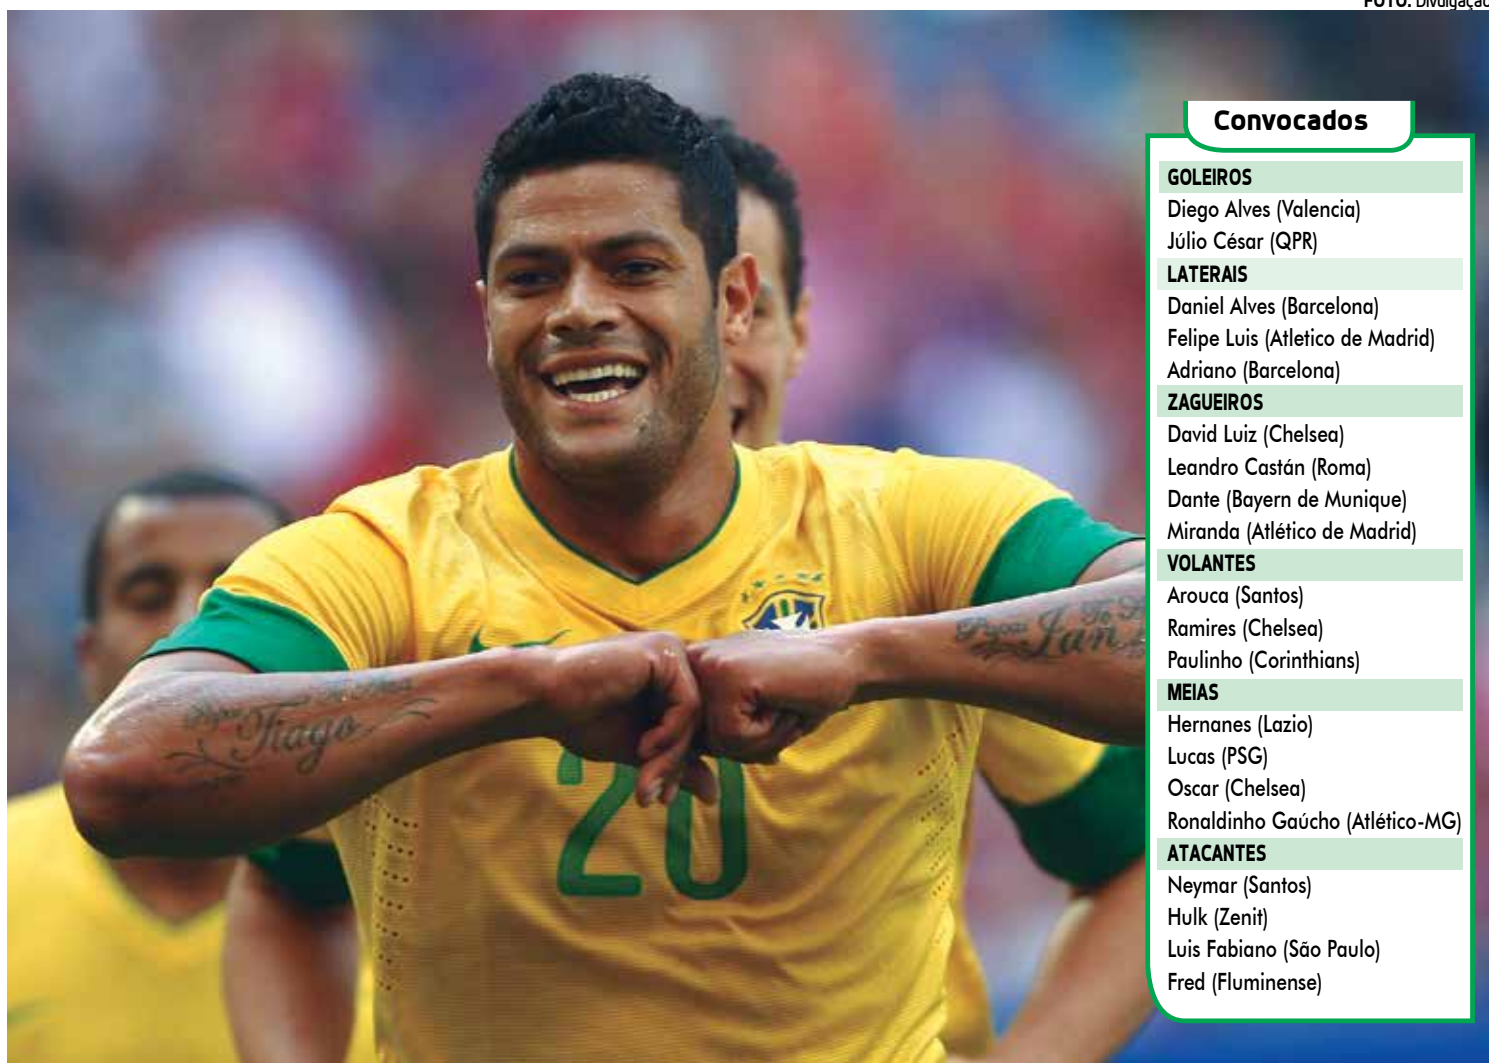 FOTO: Divulgação
Convocados
GOLEIROS
Diego Alves (Valencia)
Júlio César (QPR)
LATERAIS
Daniel Alves (Barcelona)
Felipe Luis (Atletico de Madrid)
Adriano (Barcelona)
ZAGUEIROS
David Luiz (Chelsea)
Leandro Castán (Roma)
Dante (Bayern de Munique)
Miranda (Atlético de Madrid)
VOLANTES
Arouca (Santos)
Ramires (Chelsea)
Paulinho (Corinthians)
MEIAS
Hernanes (Lazio)
Lucas (PSG)
Oscar (Chelsea)
Ronaldinho Gaúcho (Atlético-MG)
ATACANTES
Neymar (Santos)
Hulk (Zenit)
Luis Fabiano (São Paulo)
Fred (Fluminense)
Tiago
Ian
20